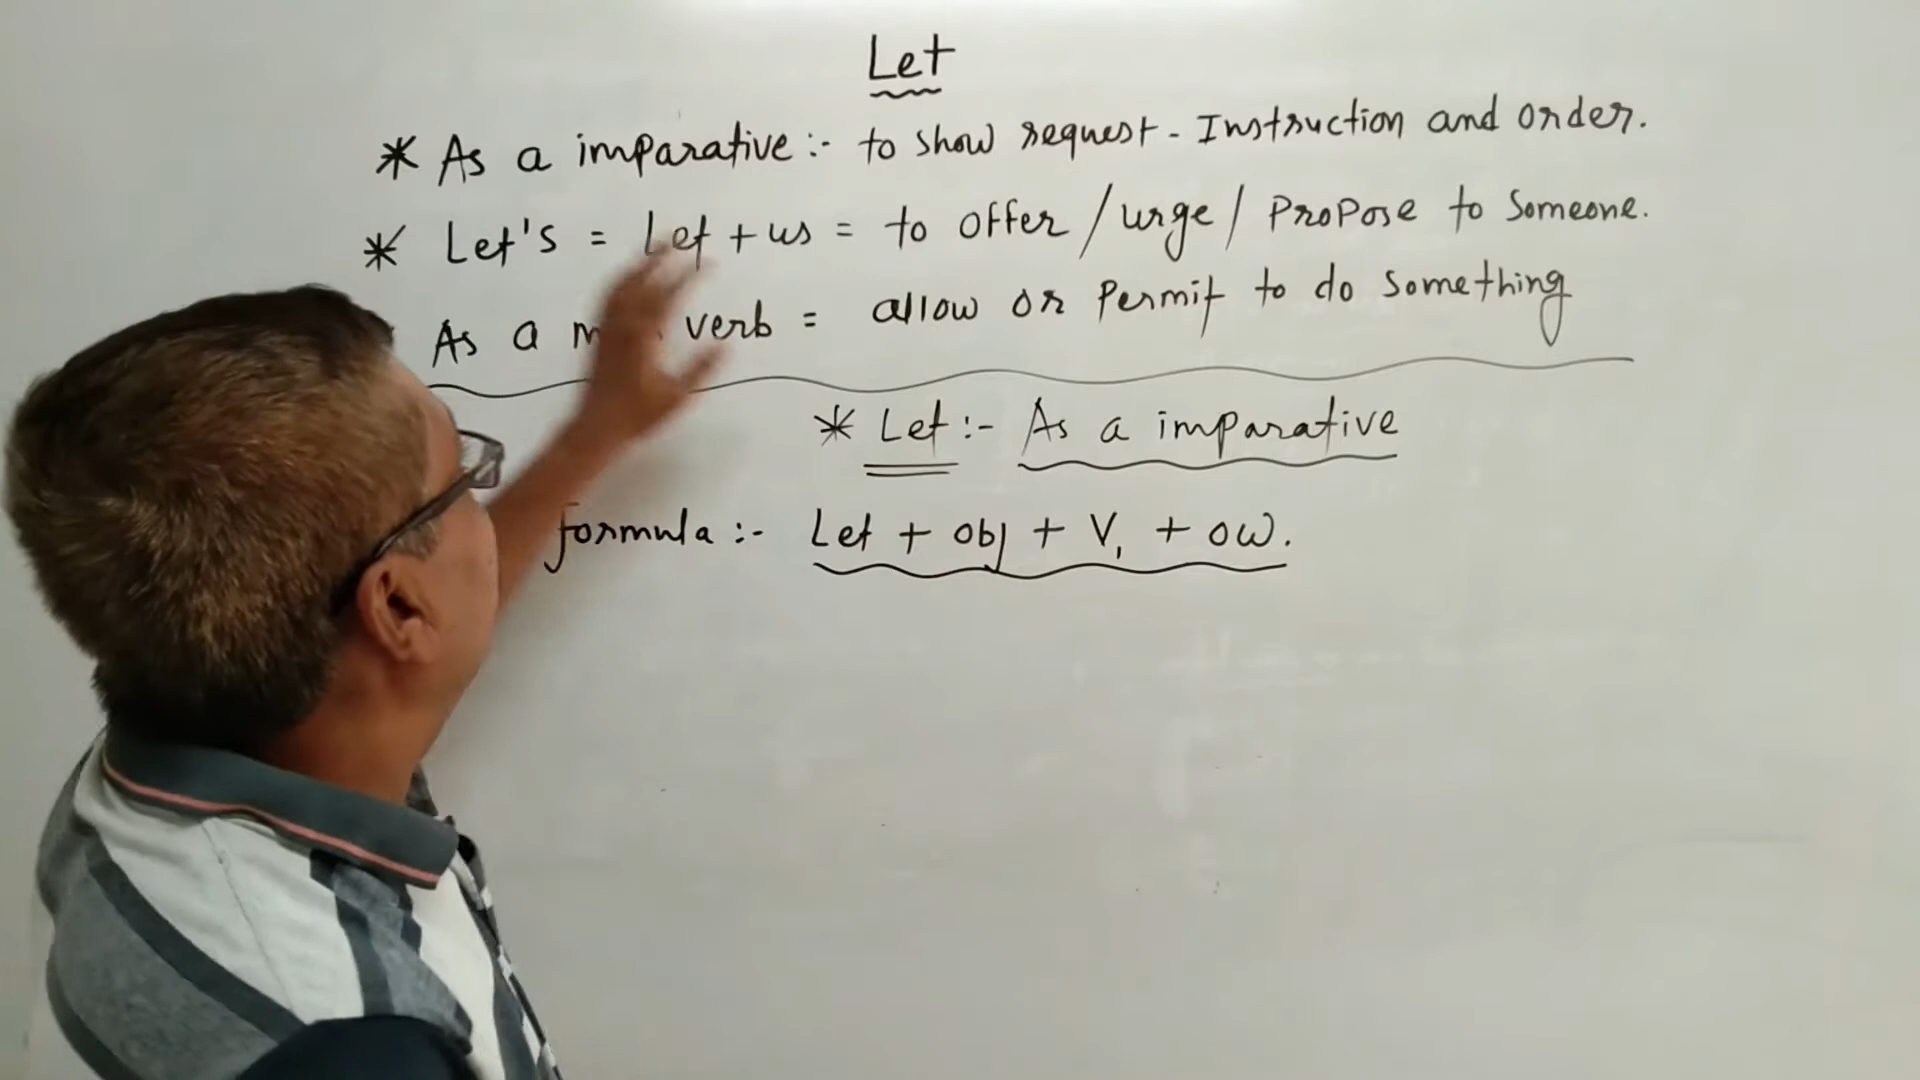 Let
* As a imparative :- to show request - Instruction and order.
* Let's = Let + us = to offer / urge / Propose to Someone.
As a verb = allow or Permit to do Something
* Let :- As a imparative
formula :- Let + obj + V₁ + ow.